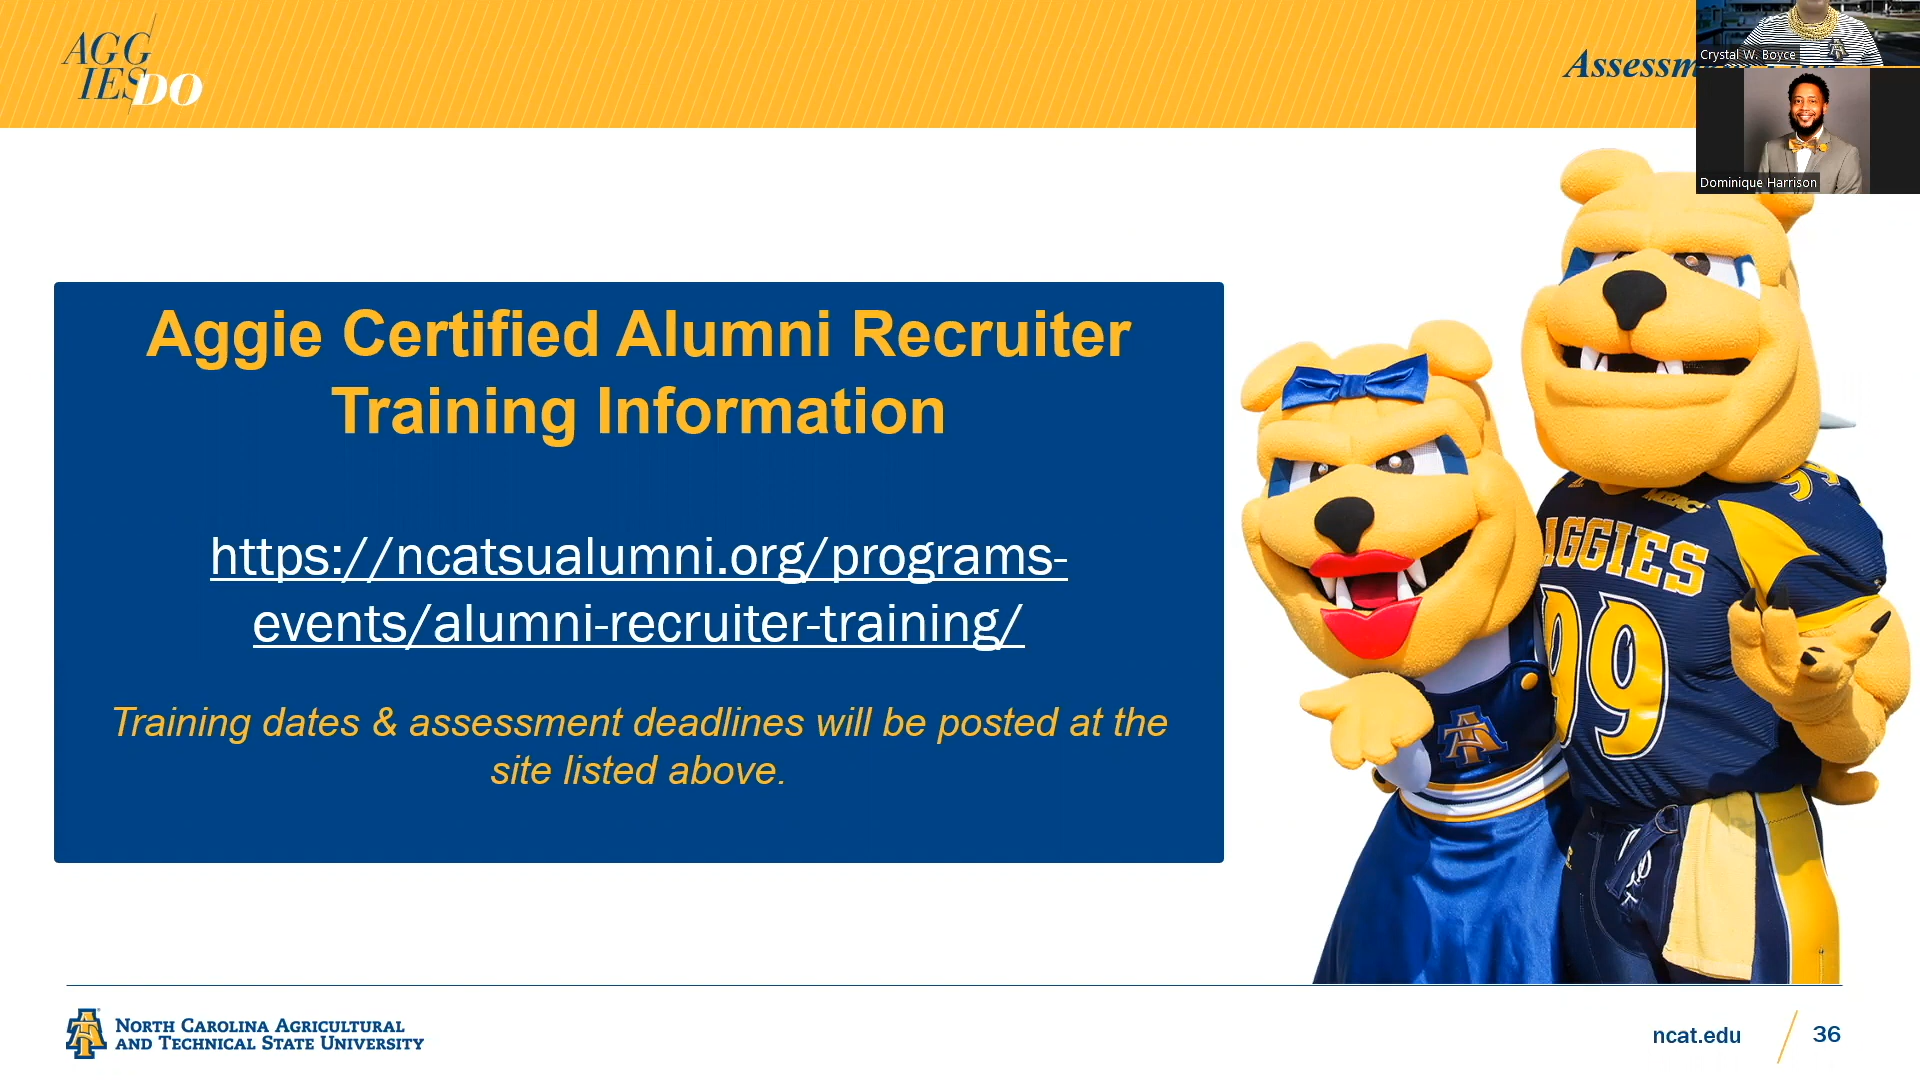 AGG
IES DO
Crystal W. Boyce
Dominique Harrison
Aggie Certified Alumni Recruiter
Training Information
https://ncatsualumni.org/programs-
events/alumni-recruiter-training/
Training dates & assessment deadlines will be posted at the
site listed above.
AGGIES
99
North Carolina Agricultural
and Technical State University
ncat.edu
36